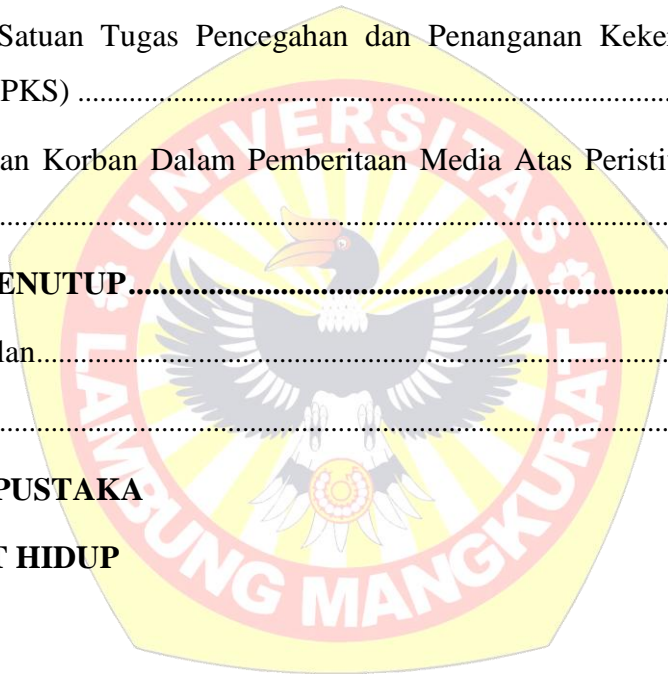 Satuan Tugas Pencegahan dan Penanganan Keke
PKS) ....................................................................................
an Korban Dalam Pemberitaan Media Atas Peristi
....................................................................................
ENUTUP....................................................................................
lan....................................................................................
....................................................................................
PUSTAKA
T HIDUP
UNIVERSITAS
LAMBUNG MANGKURAT